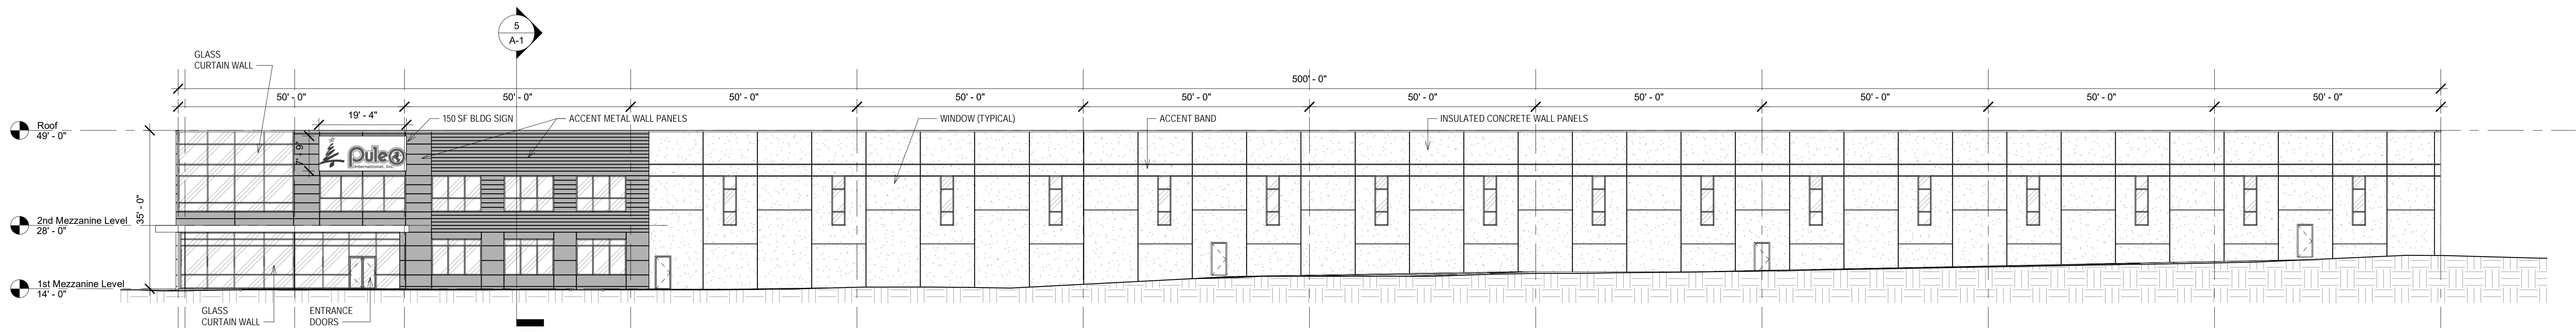 5
A-1
GLASS
CURTAIN WALL
500' - 0"
50' - 0"
50' - 0"
50' - 0"
50' - 0"
50' - 0"
50' - 0"
50' - 0"
50' - 0"
50' - 0"
50' - 0"
19' - 4"
150 SF BLDG SIGN
ACCENT METAL WALL PANELS
WINDOW (TYPICAL)
ACCENT BAND
INSULATED CONCRETE WALL PANELS
Roof
49' - 0"
7' - 9"
Puleo
International, Inc.
35' - 0"
2nd Mezzanine Level
28' - 0"
1st Mezzanine Level
14' - 0"
GLASS
CURTAIN WALL
ENTRANCE
DOORS